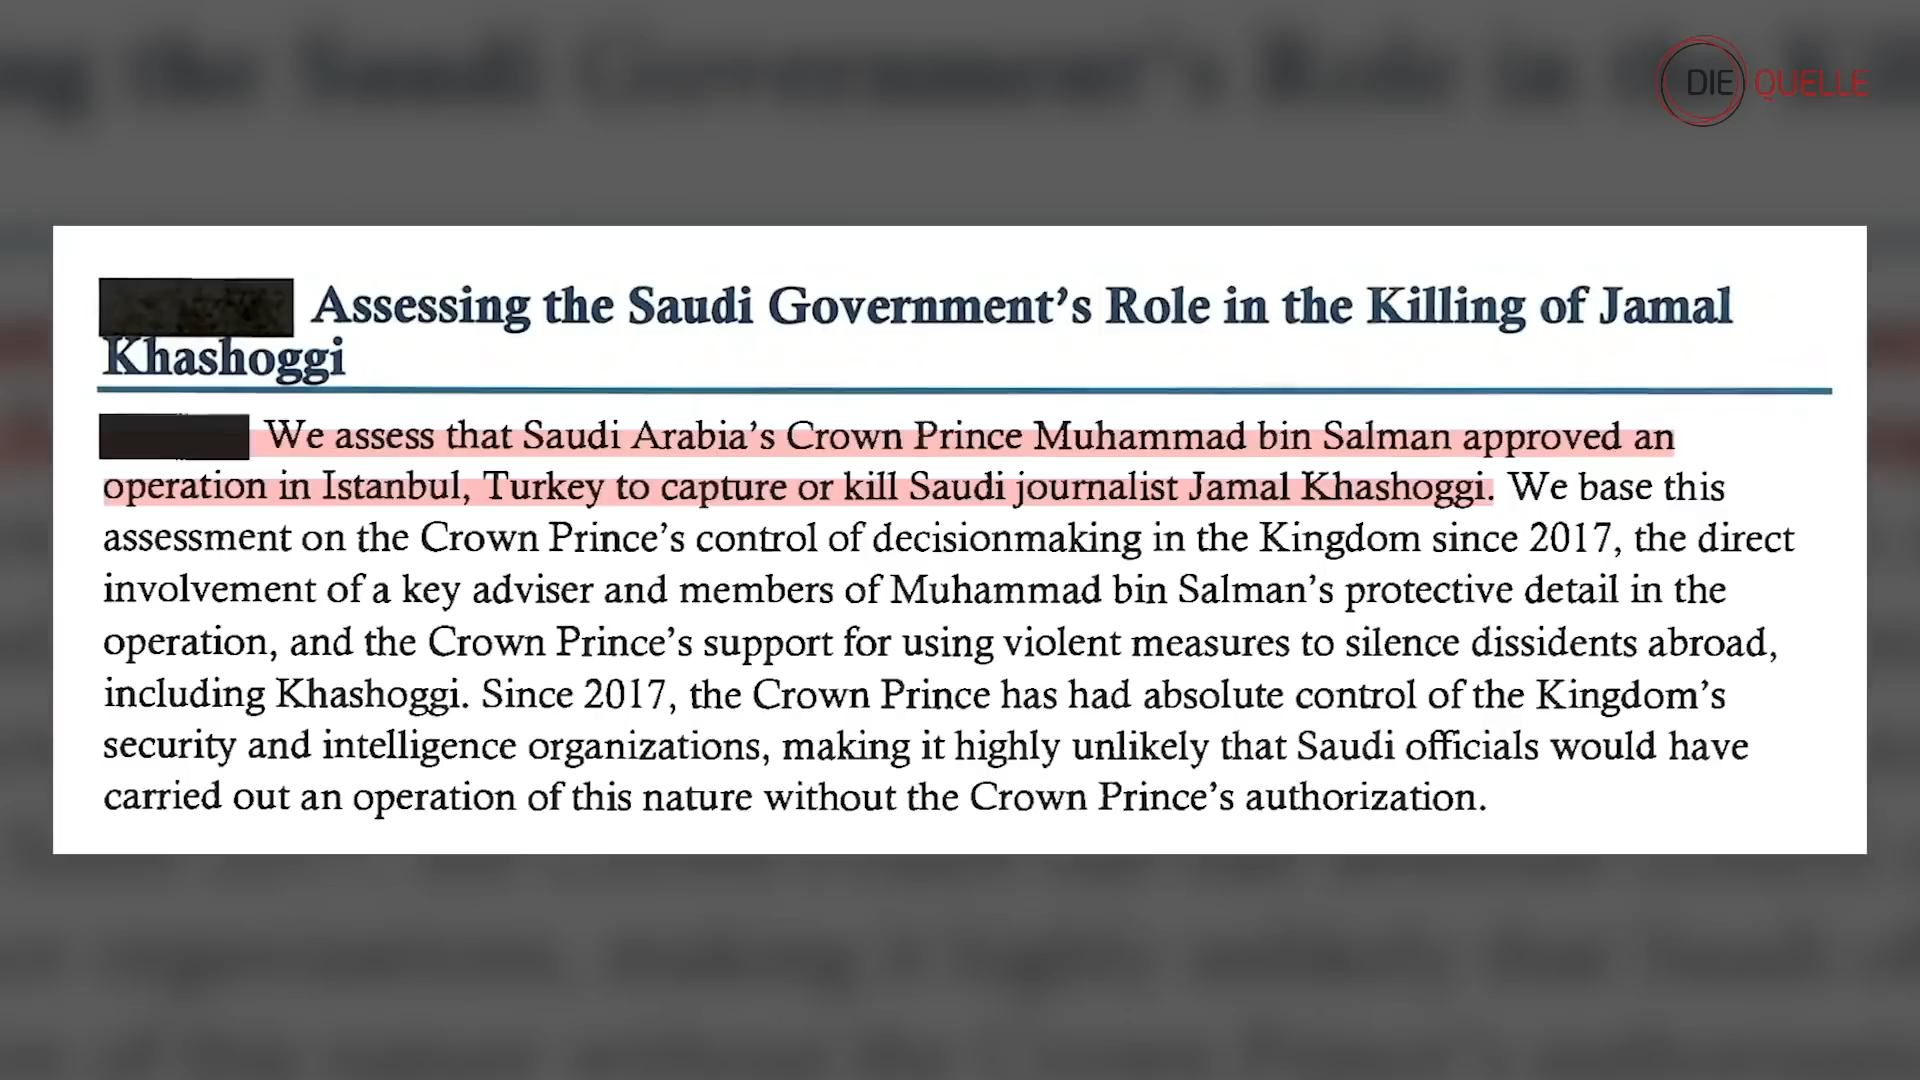 DIE QUELLE
Assessing the Saudi Government's Role in the Killing of Jamal
Khashoggi
We assess that Saudi Arabia's Crown Prince Muhammad bin Salman approved an
operation in Istanbul, Turkey to capture or kill Saudi journalist Jamal Khashoggi. We base this
assessment on the Crown Prince's control of decisionmaking in the Kingdom since 2017, the direct
involvement of a key adviser and members of Muhammad bin Salman's protective detail in the
operation, and the Crown Prince's support for using violent measures to silence dissidents abroad,
including Khashoggi. Since 2017, the Crown Prince has had absolute control of the Kingdom's
security and intelligence organizations, making it highly unlikely that Saudi officials would have
carried out an operation of this nature without the Crown Prince's authorization.